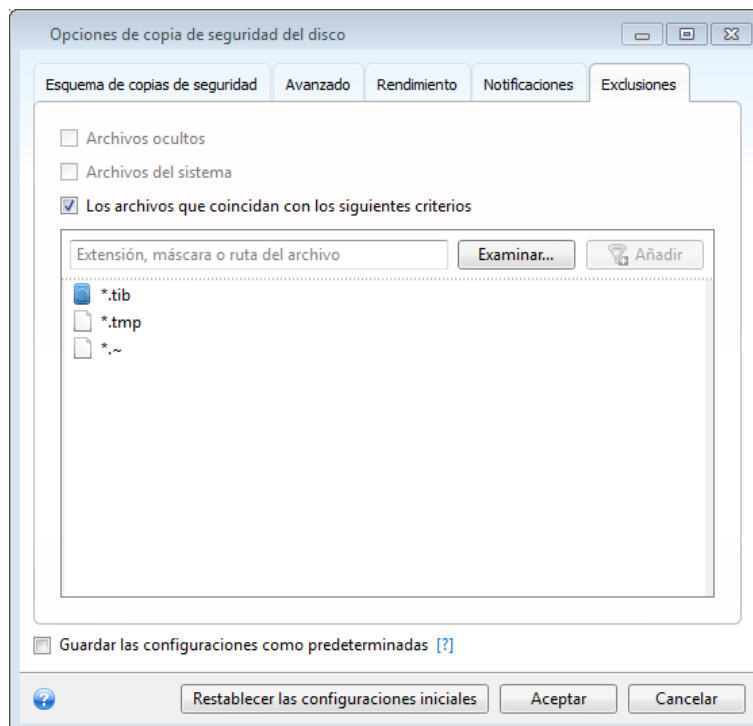 Opciones de copia de seguridad del disco
Esquema de copias de seguridad Avanzado Rendimiento Notificaciones Exclusiones
Archivos ocultos
Archivos del sistema
Los archivos que coincidan con los siguientes criterios
Extensión, máscara o ruta del archivo Examinar... Añadir
*.tib
*.tmp
*.~
Guardar las configuraciones como predeterminadas [?]
Restablecer las configuraciones iniciales Aceptar Cancelar